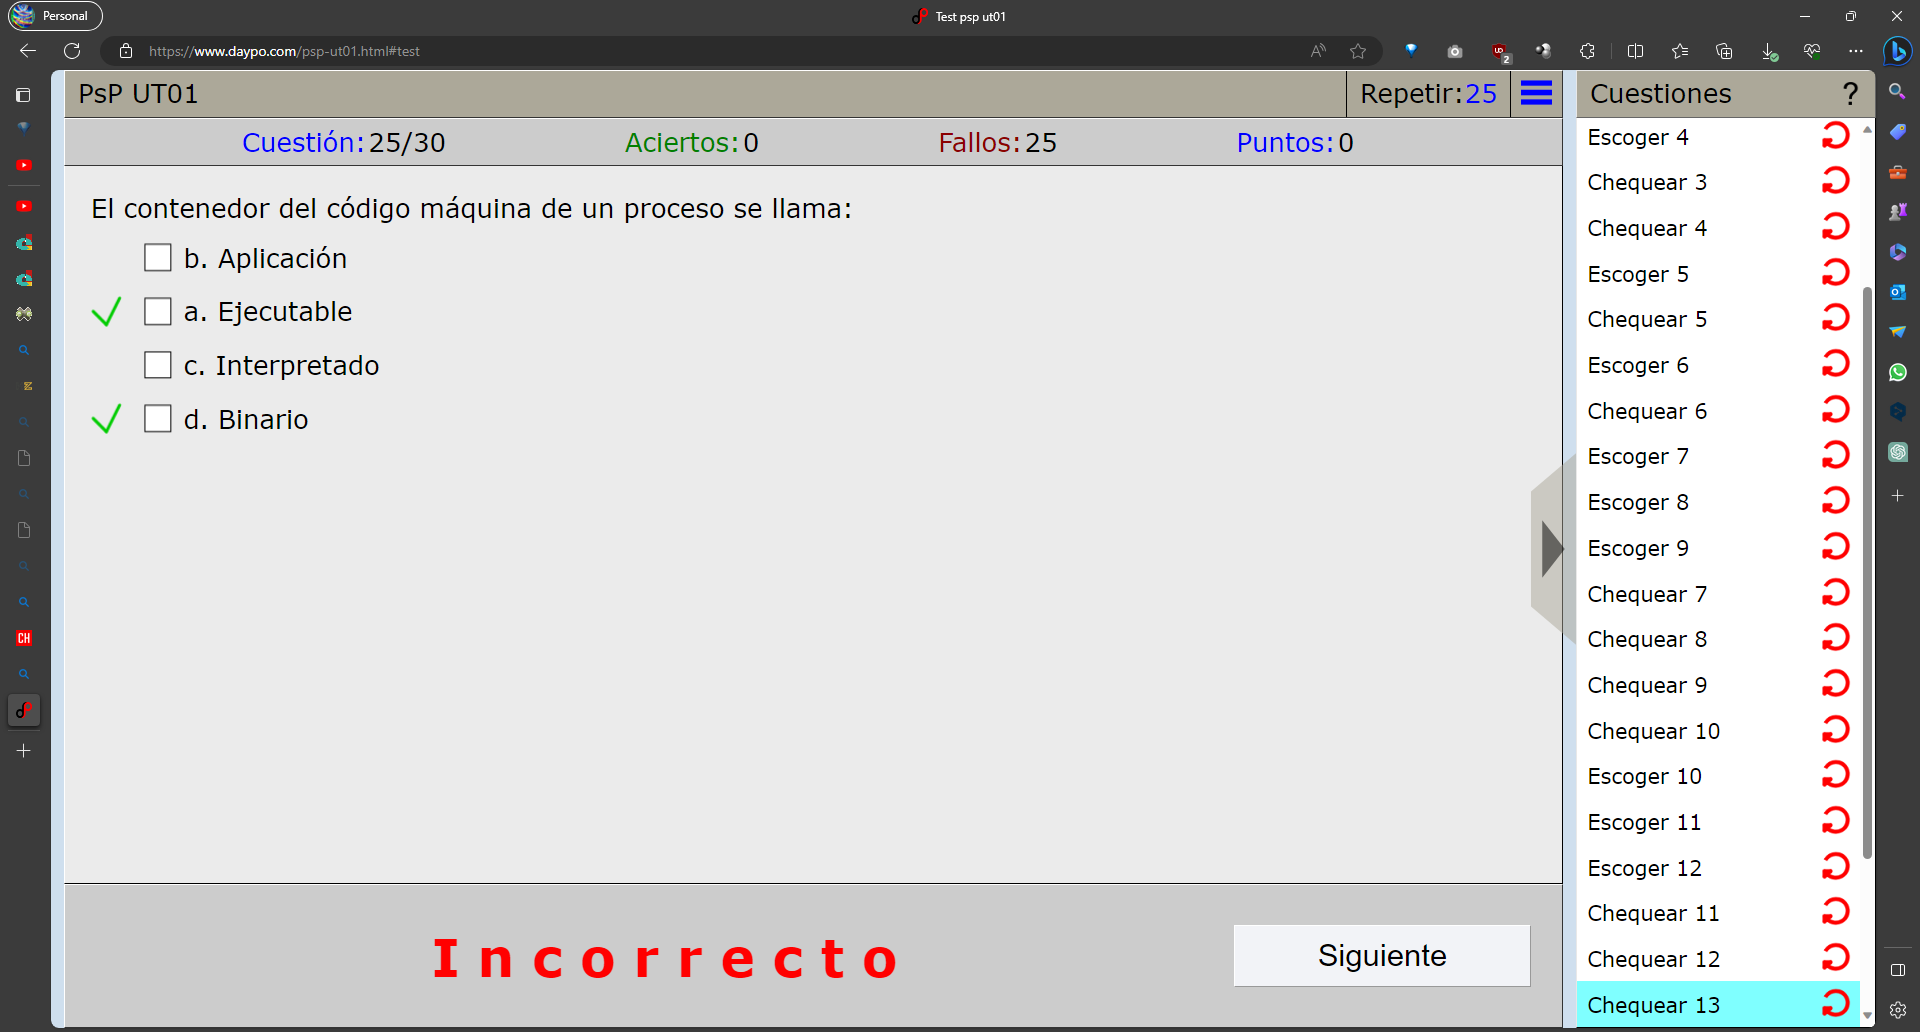 Personal
Test psp ut01
https://www.daypo.com/psp-ut01.html#test
PsP UT01
Repetir:25
Cuestiones
?
Cuestión:25/30
Aciertos:0
Fallos:25
Puntos:0
El contenedor del código máquina de un proceso se llama:
b. Aplicación
a. Ejecutable
c. Interpretado
d. Binario
Incorrecto
Siguiente
Escoger 4
Chequear 3
Chequear 4
Escoger 5
Chequear 5
Escoger 6
Chequear 6
Escoger 7
Escoger 8
Escoger 9
Chequear 7
Chequear 8
Chequear 9
Chequear 10
Escoger 10
Escoger 11
Escoger 12
Chequear 11
Chequear 12
Chequear 13
CH
2